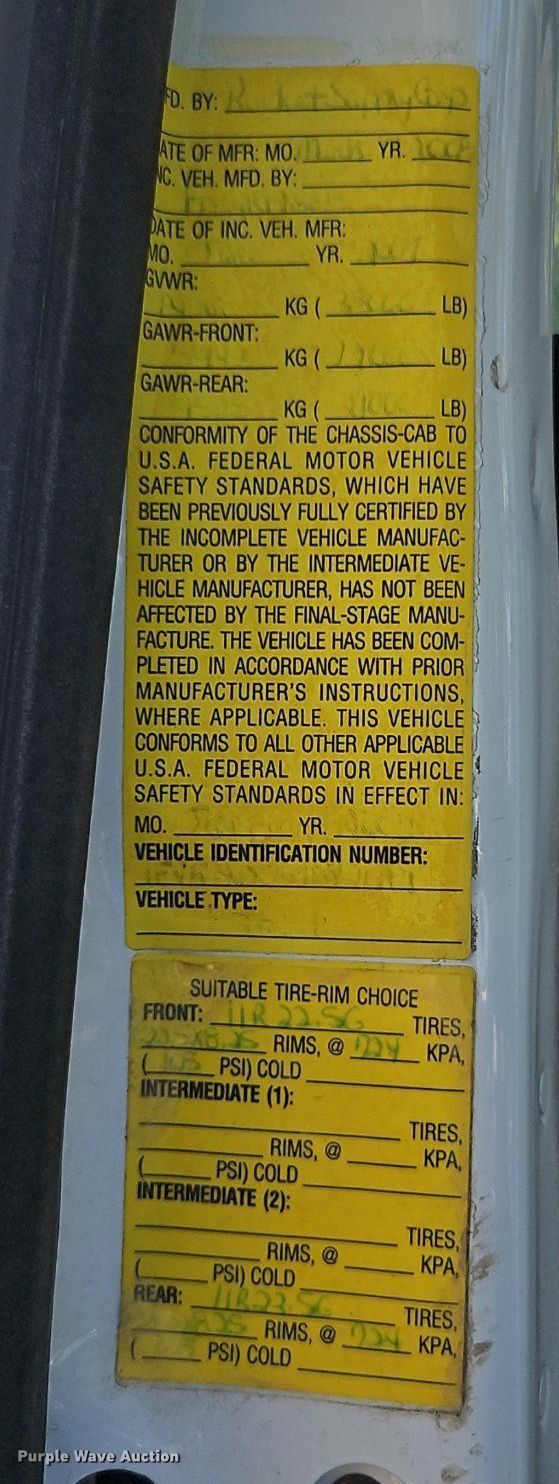 FD. BY:
ATE OF MFR: MO. YR.
NC. VEH. MFD. BY:
DATE OF INC. VEH. MFR:
MO. YR.
GVWR:
KG ( LB)
GAWR-FRONT:
KG ( LB)
GAWR-REAR:
KG ( LB)
CONFORMITY OF THE CHASSIS-CAB TO
U.S.A. FEDERAL MOTOR VEHICLE
SAFETY STANDARDS, WHICH HAVE
BEEN PREVIOUSLY FULLY CERTIFIED BY
THE INCOMPLETE VEHICLE MANUFAC-
TURER OR BY THE INTERMEDIATE VE-
HICLE MANUFACTURER, HAS NOT BEEN
AFFECTED BY THE FINAL-STAGE MANU-
FACTURE. THE VEHICLE HAS BEEN COM-
PLETED IN ACCORDANCE WITH PRIOR
MANUFACTURER'S INSTRUCTIONS,
WHERE APPLICABLE. THIS VEHICLE
CONFORMS TO ALL OTHER APPLICABLE
U.S.A. FEDERAL MOTOR VEHICLE
SAFETY STANDARDS IN EFFECT IN:
MO. YR.
VEHICLE IDENTIFICATION NUMBER:
VEHICLE TYPE:
SUITABLE TIRE-RIM CHOICE
FRONT: 11R22.5G TIRES,
RIMS, @ 724 KPA,
( PSI) COLD
INTERMEDIATE (1):
TIRES,
RIMS, @ KPA,
( PSI) COLD
INTERMEDIATE (2):
TIRES,
RIMS, @ KPA,
( PSI) COLD
REAR: 11R22.5G TIRES,
8.25 RIMS, @ 724 KPA,
( PSI) COLD
Purple Wave Auction